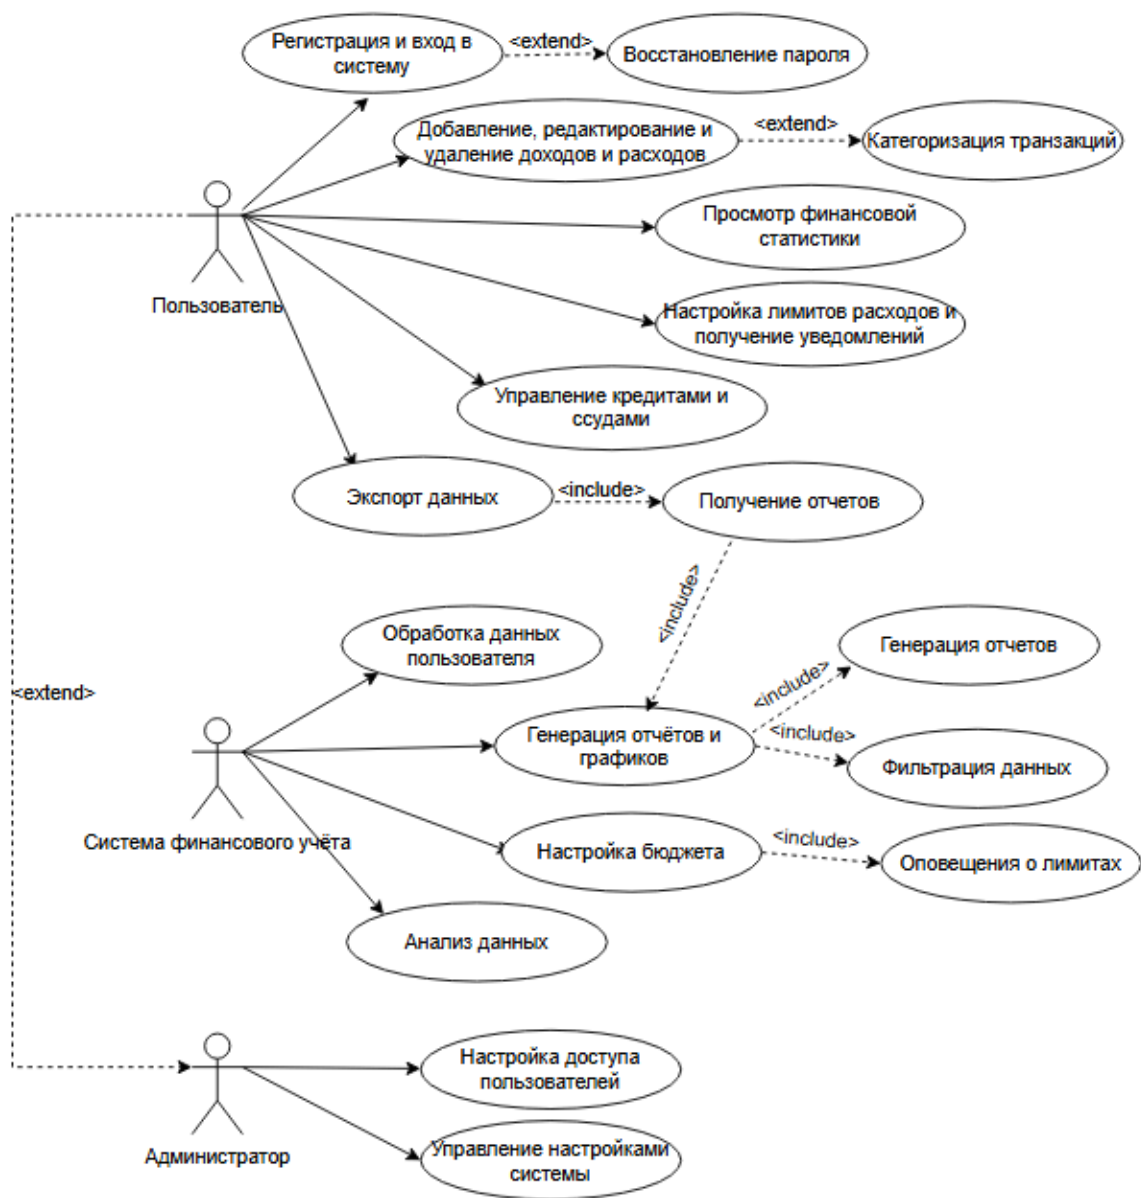 Регистрация и вход в
систему
<extend>
Восстановление пароля
Добавление, редактирование и
удаление доходов и расходов
<extend>
Категоризация транзакций
Просмотр финансовой
статистики
Пользователь
Настройка лимитов расходов и
получение уведомлений
Управление кредитами и
ссудами
Экспорт данных
<include>
Получение отчетов
<include>
Обработка данных
пользователя
Генерация отчетов
<extend>
<include>
Генерация отчётов и
графиков
<include>
Фильтрация данных
Система финансового учёта
Настройка бюджета
<include>
Оповещения о лимитах
Анализ данных
Настройка доступа
пользователей
Администратор
Управление настройками
системы